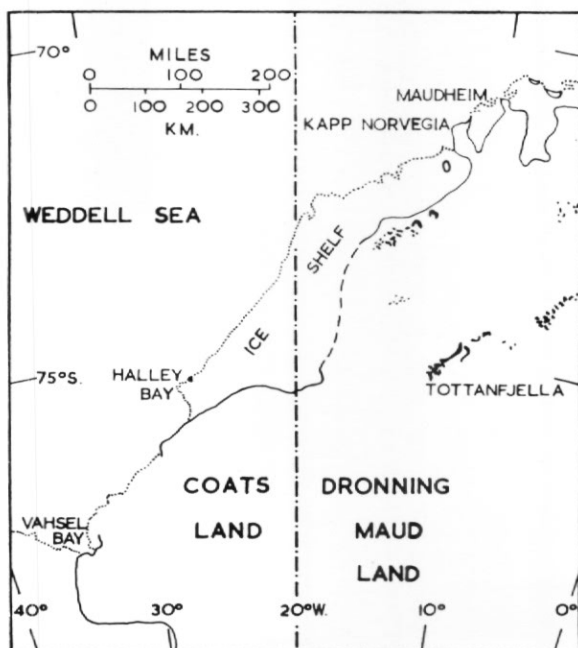 70°
MILES
0 100 200
0 100 200 300
KM.
MAUDHEIM
KAPP NORVEGIA
WEDDELL SEA
SHELF
ICE
HALLEY
BAY
75°S.
TOTTANFJELLA
COATS
LAND
DRONNING
MAUD
LAND
VAHSEL
BAY
40° 30° 20°W. 10° 0°